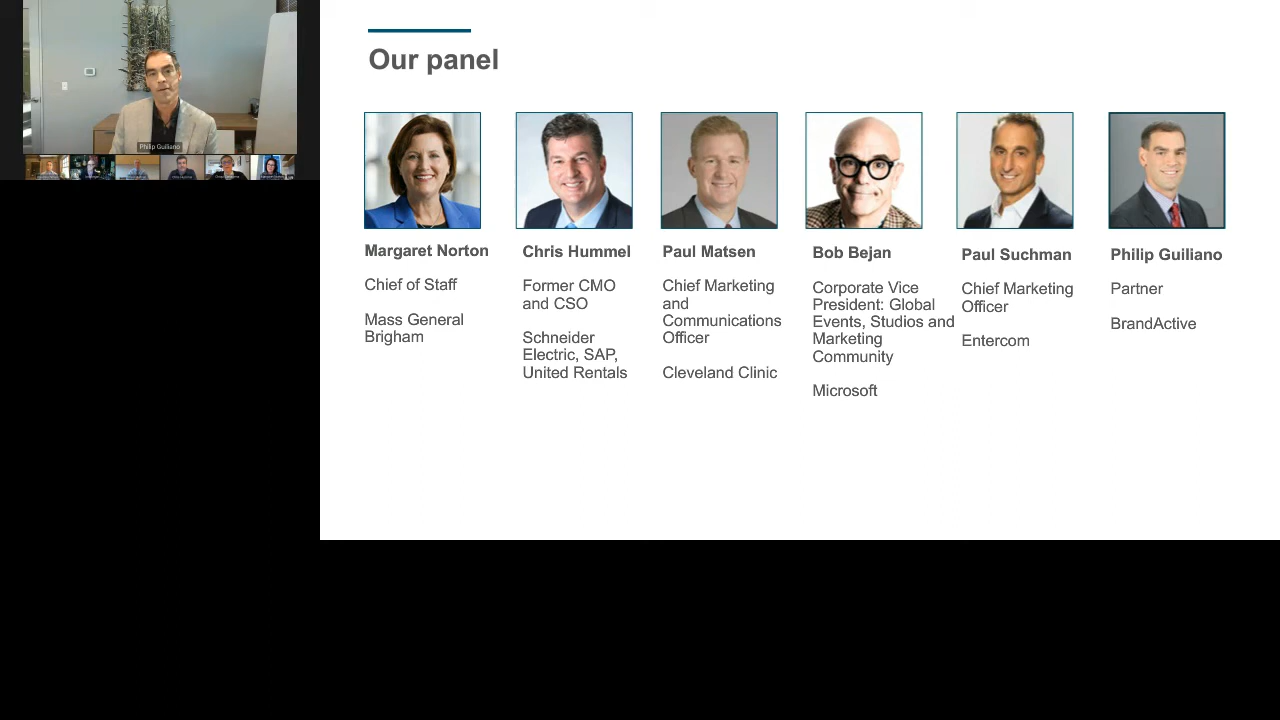 Our panel
Philip Guiliano
Margaret Norton
Chief of Staff
Mass General
Brigham
Chris Hummel
Former CMO
and CSO
Schneider
Electric, SAP,
United Rentals
Paul Matsen
Chief Marketing
and
Communications
Officer
Cleveland Clinic
Bob Bejan
Corporate Vice
President: Global
Events, Studios and
Marketing
Community
Microsoft
Paul Suchman
Chief Marketing
Officer
Entercom
Philip Guiliano
Partner
BrandActive